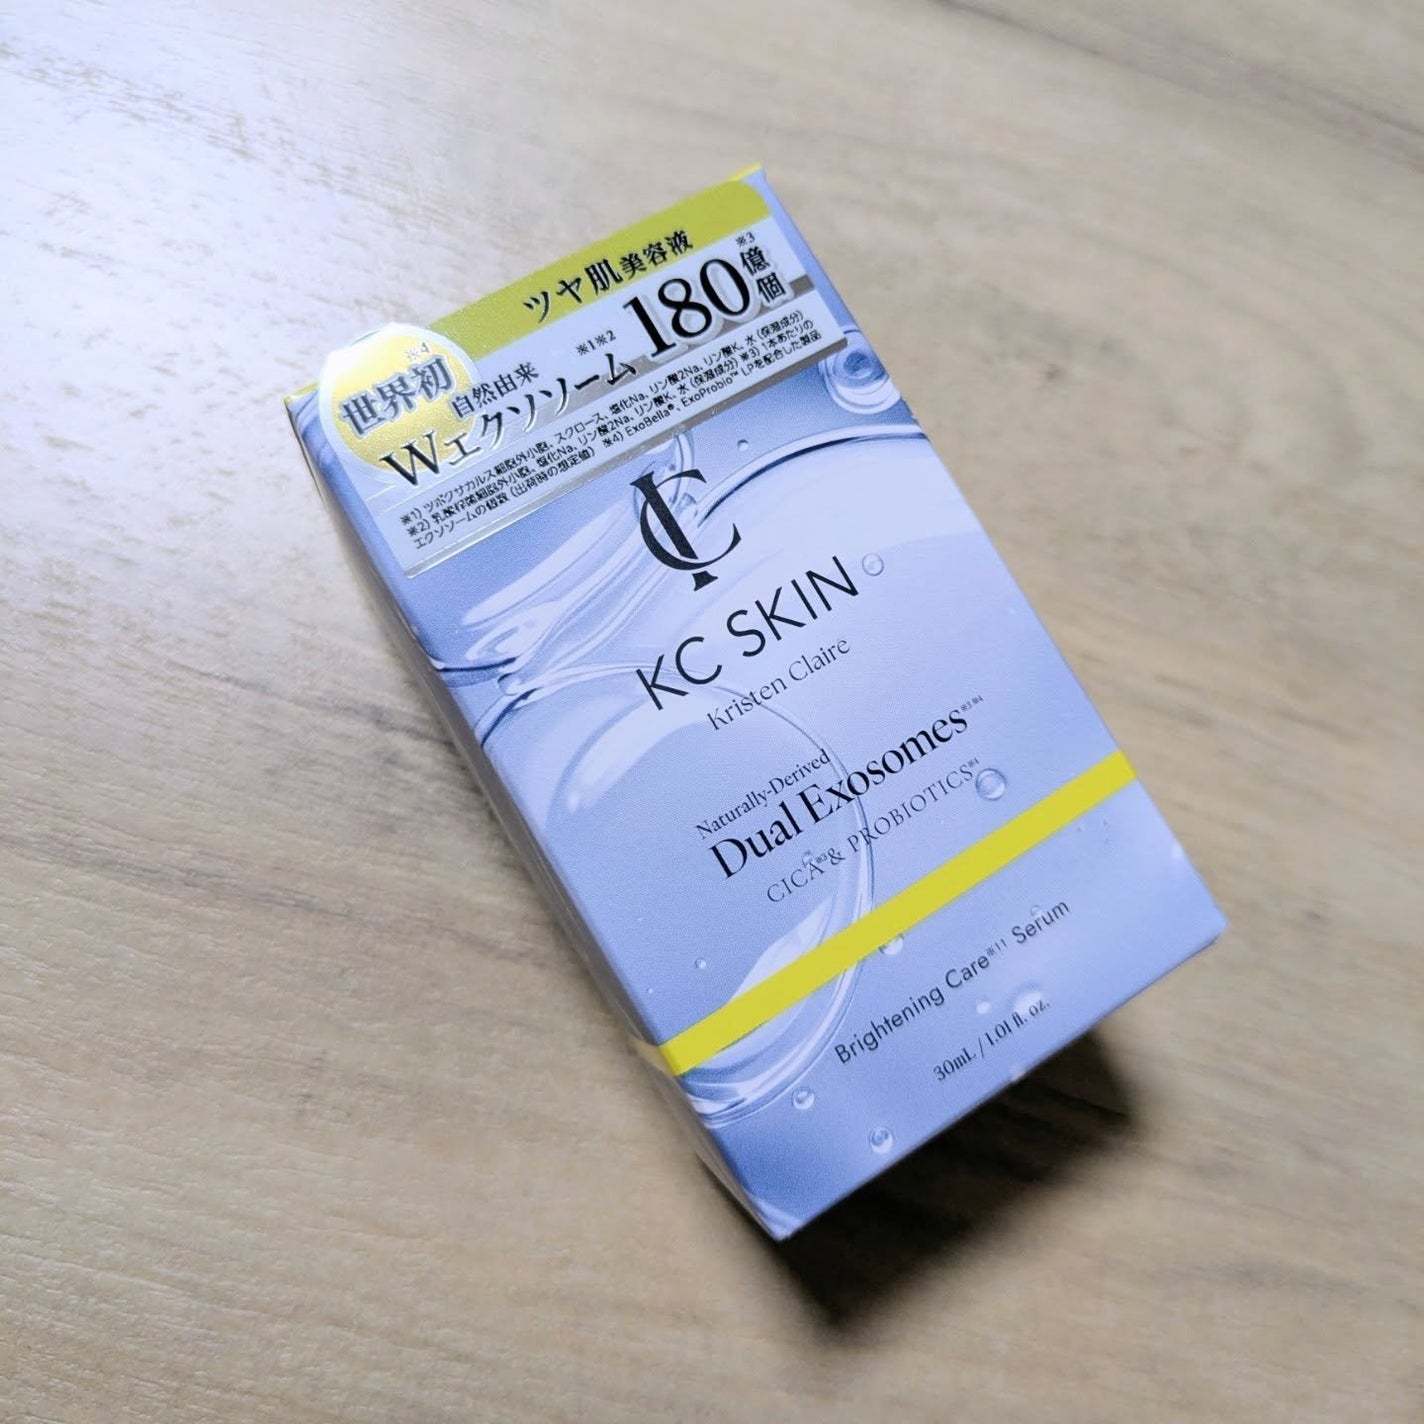 ツヤ肌美容液
※4
世界初
自然由来 ※1※2
Wエクソソーム 180億個 ※3
※1) ツボクサカルス細胞外小胞、スクロース、塩化Na、リン酸2Na、リン酸K、水 (保湿成分)
※2) 乳酸桿菌細胞外小胞、塩化Na、リン酸2Na、リン酸K、水 (保湿成分) ※3) 1本あたりの
エクソソームの個数 (出荷時の想定値) ※4) ExoBella®、ExoProbio™ LPを配合した製品
KC SKIN
Kristen Claire
Naturally-Derived
Dual Exosomes※3 ※4
CICA※3 & PROBIOTICS※4
Brightening Care※11 Serum
30mL / 1.01 fl. oz.